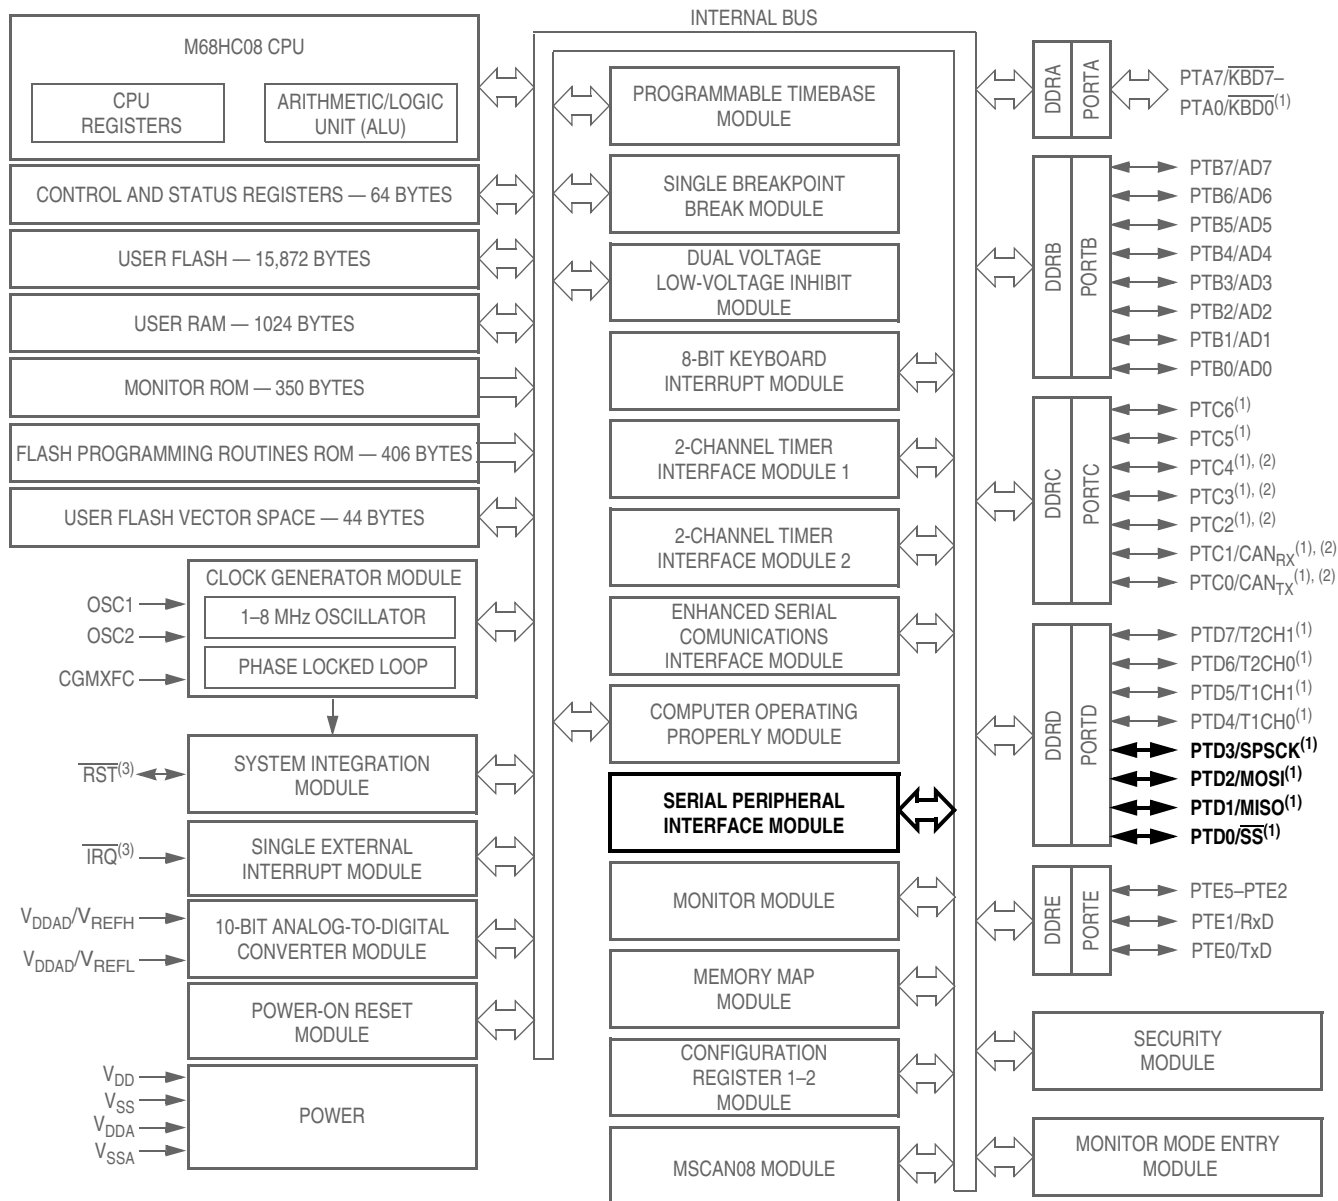 INTERNAL BUS
M68HC08 CPU
CPU
REGISTERS
ARITHMETIC/LOGIC
UNIT (ALU)
CONTROL AND STATUS REGISTERS — 64 BYTES
USER FLASH — 15,872 BYTES
USER RAM — 1024 BYTES
MONITOR ROM — 350 BYTES
FLASH PROGRAMMING ROUTINES ROM — 406 BYTES
USER FLASH VECTOR SPACE — 44 BYTES
CLOCK GENERATOR MODULE
1–8 MHz OSCILLATOR
PHASE LOCKED LOOP
OSC1
OSC2
CGMXFC
SYSTEM INTEGRATION
MODULE
RST(3)
SINGLE EXTERNAL
INTERRUPT MODULE
IRQ(3)
10-BIT ANALOG-TO-DIGITAL
CONVERTER MODULE
VDDAD/VREFH
VDDAD/VREFL
POWER-ON RESET
MODULE
POWER
VDD
VSS
VDDA
VSSA
PROGRAMMABLE TIMEBASE
MODULE
SINGLE BREAKPOINT
BREAK MODULE
DUAL VOLTAGE
LOW-VOLTAGE INHIBIT
MODULE
8-BIT KEYBOARD
INTERRUPT MODULE
2-CHANNEL TIMER
INTERFACE MODULE 1
2-CHANNEL TIMER
INTERFACE MODULE 2
ENHANCED SERIAL
COMUNICATIONS
INTERFACE MODULE
COMPUTER OPERATING
PROPERLY MODULE
SERIAL PERIPHERAL
INTERFACE MODULE
MONITOR MODULE
MEMORY MAP
MODULE
CONFIGURATION
REGISTER 1–2
MODULE
MSCAN08 MODULE
DDRA
PORTA
PTA7/KBD7–
PTA0/KBD0(1)
DDRB
PORTB
PTB7/AD7
PTB6/AD6
PTB5/AD5
PTB4/AD4
PTB3/AD3
PTB2/AD2
PTB1/AD1
PTB0/AD0
DDRC
PORTC
PTC6(1)
PTC5(1)
PTC4(1), (2)
PTC3(1), (2)
PTC2(1), (2)
PTC1/CANRX(1), (2)
PTC0/CANTX(1), (2)
DDRD
PORTD
PTD7/T2CH1(1)
PTD6/T2CH0(1)
PTD5/T1CH1(1)
PTD4/T1CH0(1)
PTD3/SPSCK(1)
PTD2/MOSI(1)
PTD1/MISO(1)
PTD0/SS(1)
DDRE
PORTE
PTE5–PTE2
PTE1/RxD
PTE0/TxD
SECURITY
MODULE
MONITOR MODE ENTRY
MODULE